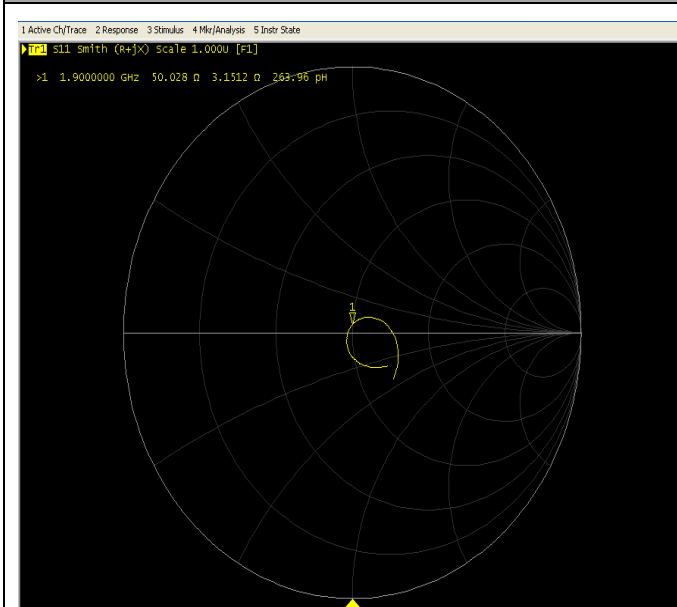 1 Active Ch/Trace 2 Response 3 Stimulus 4 Mkr/Analysis 5 Instr State
Tr1 S11 Smith (R+jX) Scale 1.000U [F1]
>1 1.9000000 GHz 50.028 Ω 3.1512 Ω 263.96 pH
1